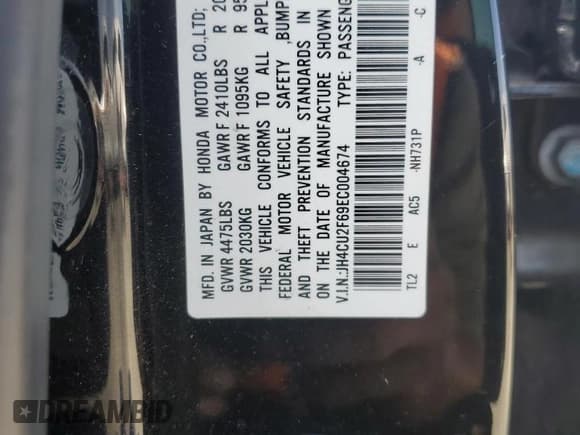 MFD. IN JAPAN BY HONDA MOTOR CO.,LTD;
GVWR 4475LBS GAWR F 2410LBS R 20
GVWR 2030KG GAWR F 1095KG R 95
THIS VEHICLE CONFORMS TO ALL APPL
FEDERAL MOTOR VEHICLE SAFETY ,BUMP
AND THEFT PREVENTION STANDARDS IN
ON THE DATE OF MANUFACTURE SHOWN
V.I.N.:JH4CU2F69EC004674 TYPE: PASSENG
TL2 E AC5 -NH731P -A -C
DREAMBID